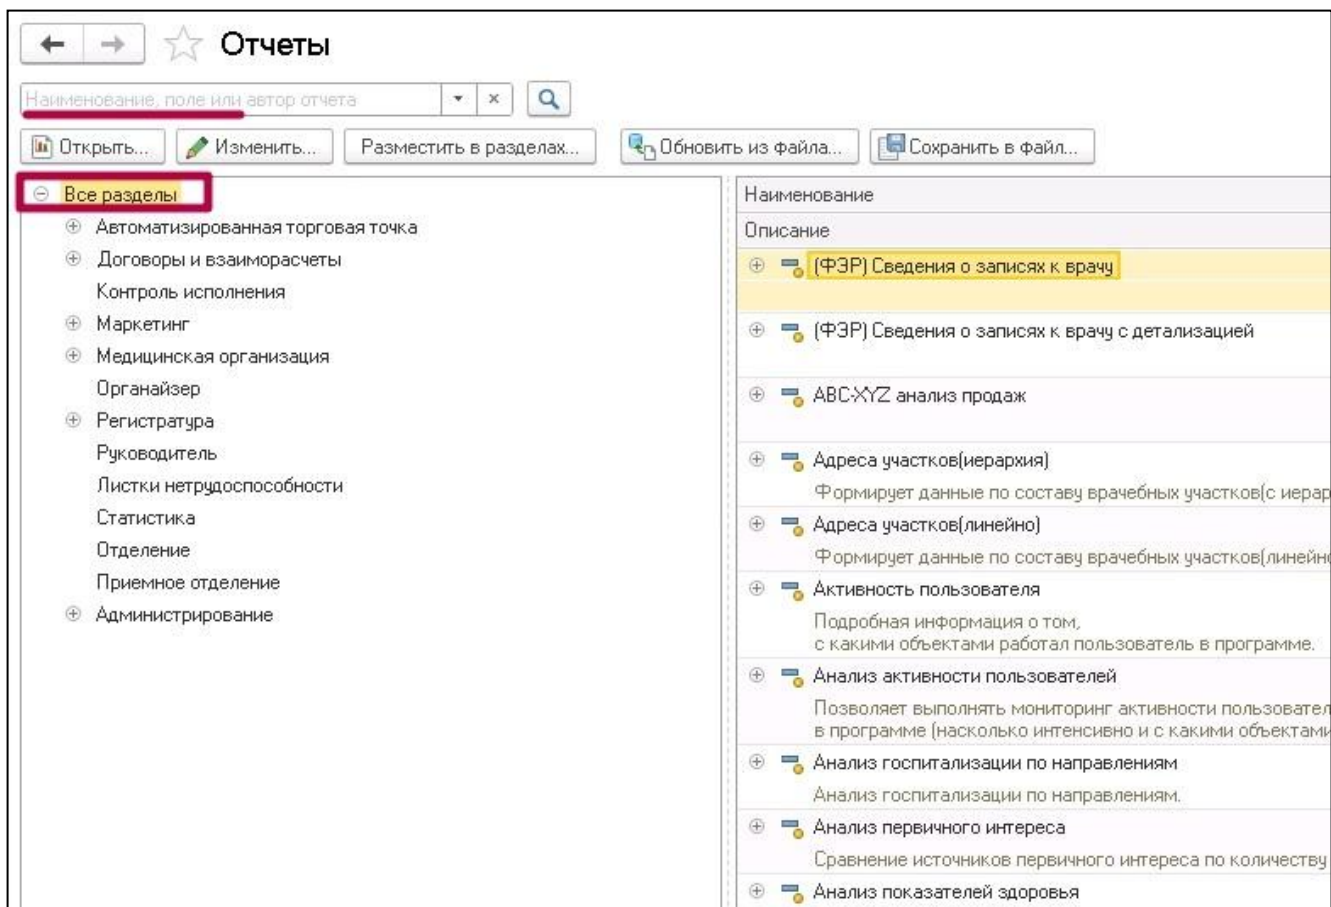 Отчеты
Наименование, поле или автор отчета
Открыть... Изменить... Разместить в разделах... Обновить из файла... Сохранить в файл...
Все разделы
Автоматизированная торговая точка
Договоры и взаиморасчеты
Контроль исполнения
Маркетинг
Медицинская организация
Органайзер
Регистратура
Руководитель
Листки нетрудоспособности
Статистика
Отделение
Приемное отделение
Администрирование
Наименование
Описание
(ФЭР) Сведения о записях к врачу
(ФЭР) Сведения о записях к врачу с детализацией
ABC-XYZ анализ продаж
Адреса участков(иерархия)
Формирует данные по составу врачебных участков(с иерар
Адреса участков(линейно)
Формирует данные по составу врачебных участков(линейно
Активность пользователя
Подробная информация о том,
с какими объектами работал пользователь в программе.
Анализ активности пользователей
Позволяет выполнять мониторинг активности пользовател
в программе (насколько интенсивно и с какими объектами
Анализ госпитализации по направлениям
Анализ госпитализации по направлениям.
Анализ первичного интереса
Сравнение источников первичного интереса по количеству
Анализ показателей здоровья